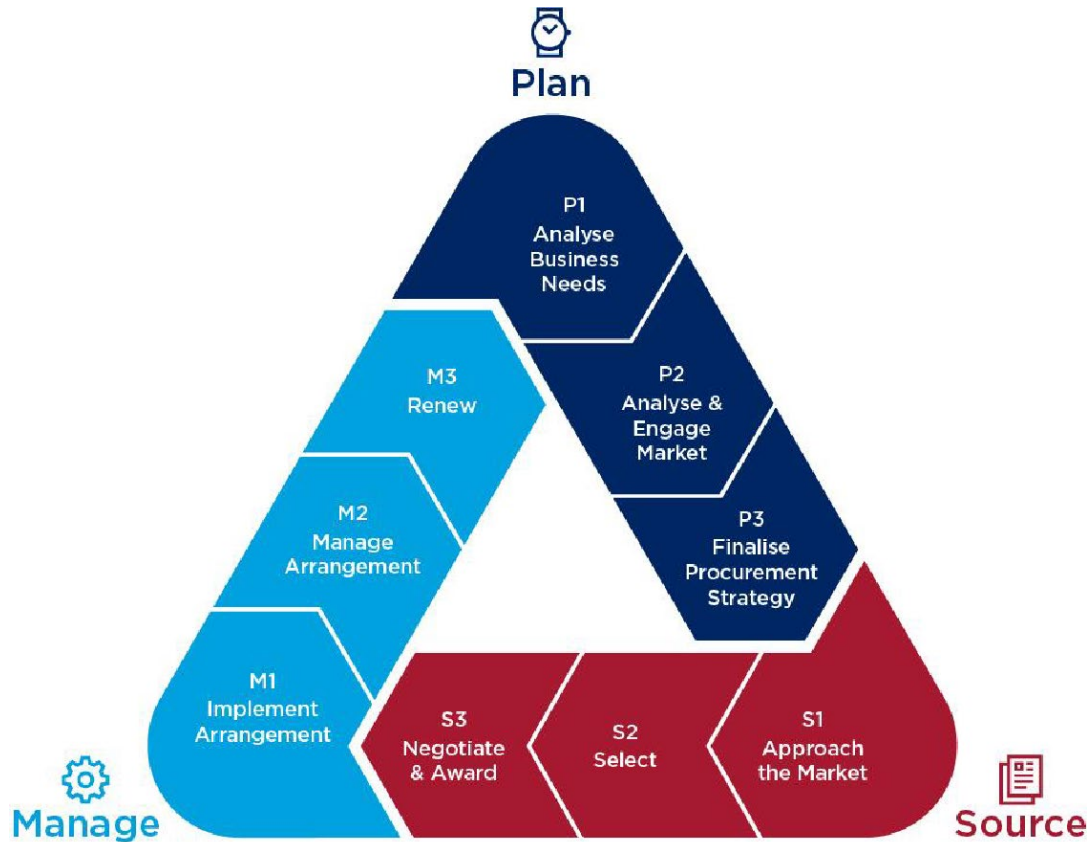 Plan
P1
Analyse
Business
Needs
P2
Analyse &
Engage
Market
P3
Finalise
Procurement
Strategy
S1
Approach
the Market
Source
S2
Select
S3
Negotiate
& Award
M1
Implement
Arrangement
Manage
M2
Manage
Arrangement
M3
Renew